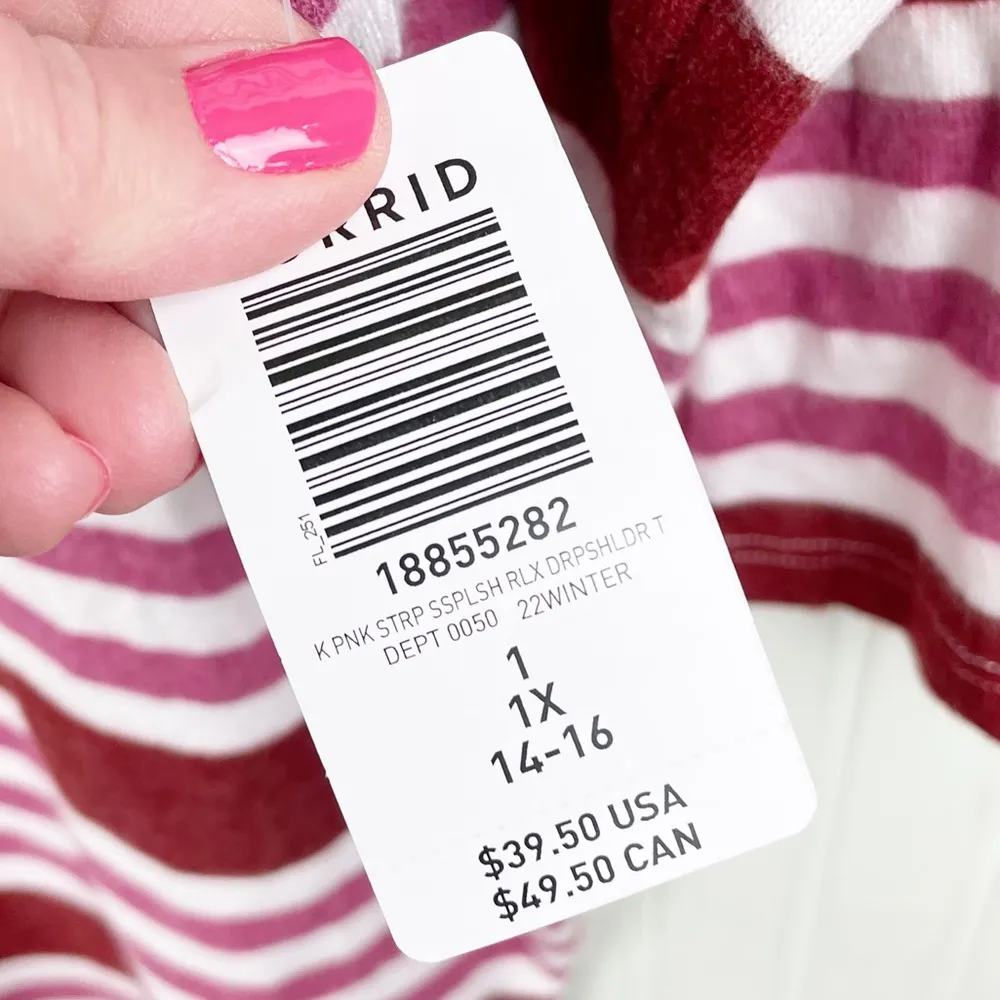 RRID
FL_251
18855282
K PNK STRP SSPLSH RLX DRPSHLDR T
DEPT 0050 22WINTER
1
1X
14-16
$39.50 USA
$49.50 CAN